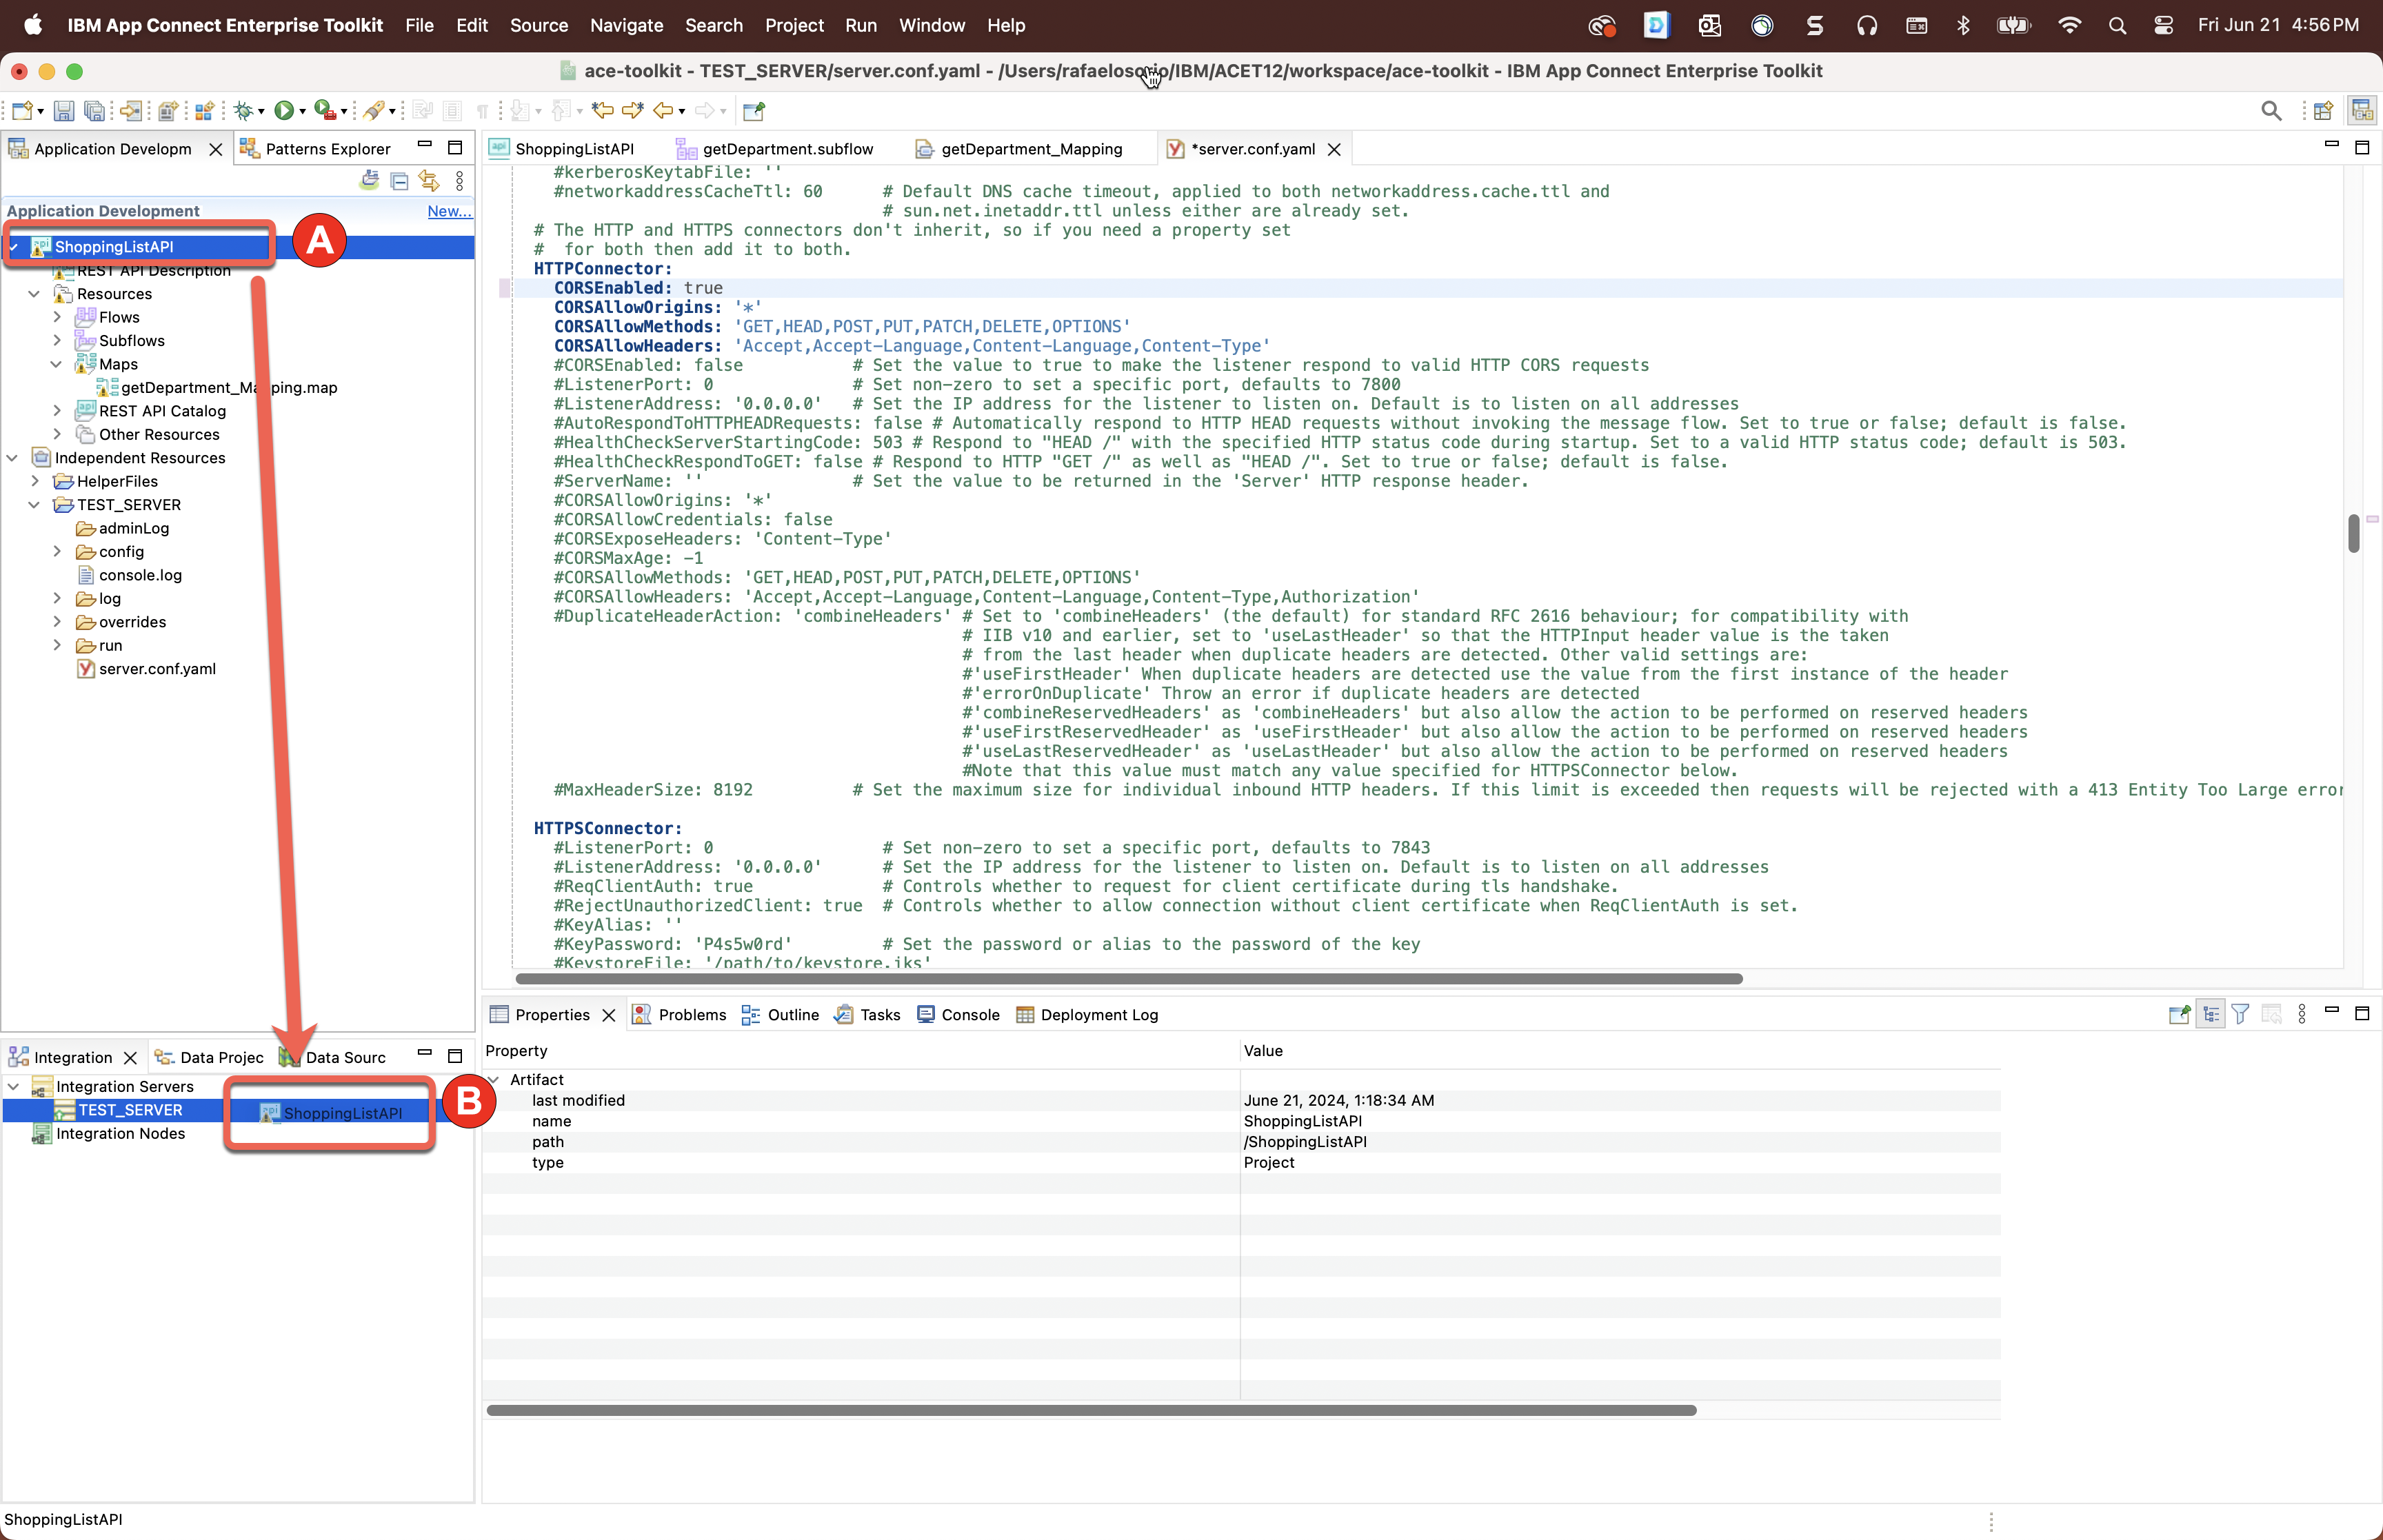 IBM App Connect Enterprise Toolkit File Edit Source Navigate Search Project Run Window Help Fri Jun 21 4:56 PM
ace-toolkit - TEST_SERVER/server.conf.yaml - /Users/rafaelosorio/IBM/ACET12/workspace/ace-toolkit - IBM App Connect Enterprise Toolkit
Application Developm Patterns Explorer
Application Development New...
ShoppingListAPI
A
REST API Description
Resources
Flows
Subflows
Maps
getDepartment_Mapping.map
REST API Catalog
Other Resources
Independent Resources
HelperFiles
TEST_SERVER
adminLog
config
console.log
log
overrides
run
server.conf.yaml
ShoppingListAPI getDepartment.subflow getDepartment_Mapping *server.conf.yaml
#kerberosKeytabFile: ''
#networkaddressCacheTtl: 60 # Default DNS cache timeout, applied to both networkaddress.cache.ttl and
# sun.net.inetaddr.ttl unless either are already set.
# The HTTP and HTTPS connectors don't inherit, so if you need a property set
# for both then add it to both.
HTTPConnector:
CORSEnabled: true
CORSAllowOrigins: '*'
CORSAllowMethods: 'GET,HEAD,POST,PUT,PATCH,DELETE,OPTIONS'
CORSAllowHeaders: 'Accept,Accept-Language,Content-Language,Content-Type'
#CORSEnabled: false # Set the value to true to make the listener respond to valid HTTP CORS requests
#ListenerPort: 0 # Set non-zero to set a specific port, defaults to 7800
#ListenerAddress: '0.0.0.0' # Set the IP address for the listener to listen on. Default is to listen on all addresses
#AutoRespondToHTTPHEADRequests: false # Automatically respond to HTTP HEAD requests without invoking the message flow. Set to true or false; default is false.
#HealthCheckServerStartingCode: 503 # Respond to "HEAD /" with the specified HTTP status code during startup. Set to a valid HTTP status code; default is 503.
#HealthCheckRespondToGET: false # Respond to HTTP "GET /" as well as "HEAD /". Set to true or false; default is false.
#ServerName: '' # Set the value to be returned in the 'Server' HTTP response header.
#CORSAllowOrigins: '*'
#CORSAllowCredentials: false
#CORSExposeHeaders: 'Content-Type'
#CORSMaxAge: -1
#CORSAllowMethods: 'GET,HEAD,POST,PUT,PATCH,DELETE,OPTIONS'
#CORSAllowHeaders: 'Accept,Accept-Language,Content-Language,Content-Type,Authorization'
#DuplicateHeaderAction: 'combineHeaders' # Set to 'combineHeaders' (the default) for standard RFC 2616 behaviour; for compatibility with
# IIB v10 and earlier, set to 'useLastHeader' so that the HTTPInput header value is the taken
# from the last header when duplicate headers are detected. Other valid settings are:
#'useFirstHeader' When duplicate headers are detected use the value from the first instance of the header
#'errorOnDuplicate' Throw an error if duplicate headers are detected
#'combineReservedHeaders' as 'combineHeaders' but also allow the action to be performed on reserved headers
#'useFirstReservedHeader' as 'useFirstHeader' but also allow the action to be performed on reserved headers
#'useLastReservedHeader' as 'useLastHeader' but also allow the action to be performed on reserved headers
#Note that this value must match any value specified for HTTPSConnector below.
#MaxHeaderSize: 8192 # Set the maximum size for individual inbound HTTP headers. If this limit is exceeded then requests will be rejected with a 413 Entity Too Large error
HTTPSConnector:
#ListenerPort: 0 # Set non-zero to set a specific port, defaults to 7843
#ListenerAddress: '0.0.0.0' # Set the IP address for the listener to listen on. Default is to listen on all addresses
#ReqClientAuth: true # Controls whether to request for client certificate during tls handshake.
#RejectUnauthorizedClient: true # Controls whether to allow connection without client certificate when ReqClientAuth is set.
#KeyAlias: ''
#KeyPassword: 'P4s5w0rd' # Set the password or alias to the password of the key
#KeystoreFile: '/path/to/keystore.jks'
Integration Data Projec Data Sourc
Integration Servers
TEST_SERVER ShoppingListAPI
B
Integration Nodes
Properties Problems Outline Tasks Console Deployment Log
Property Value
Artifact
last modified June 21, 2024, 1:18:34 AM
name ShoppingListAPI
path /ShoppingListAPI
type Project
ShoppingListAPI